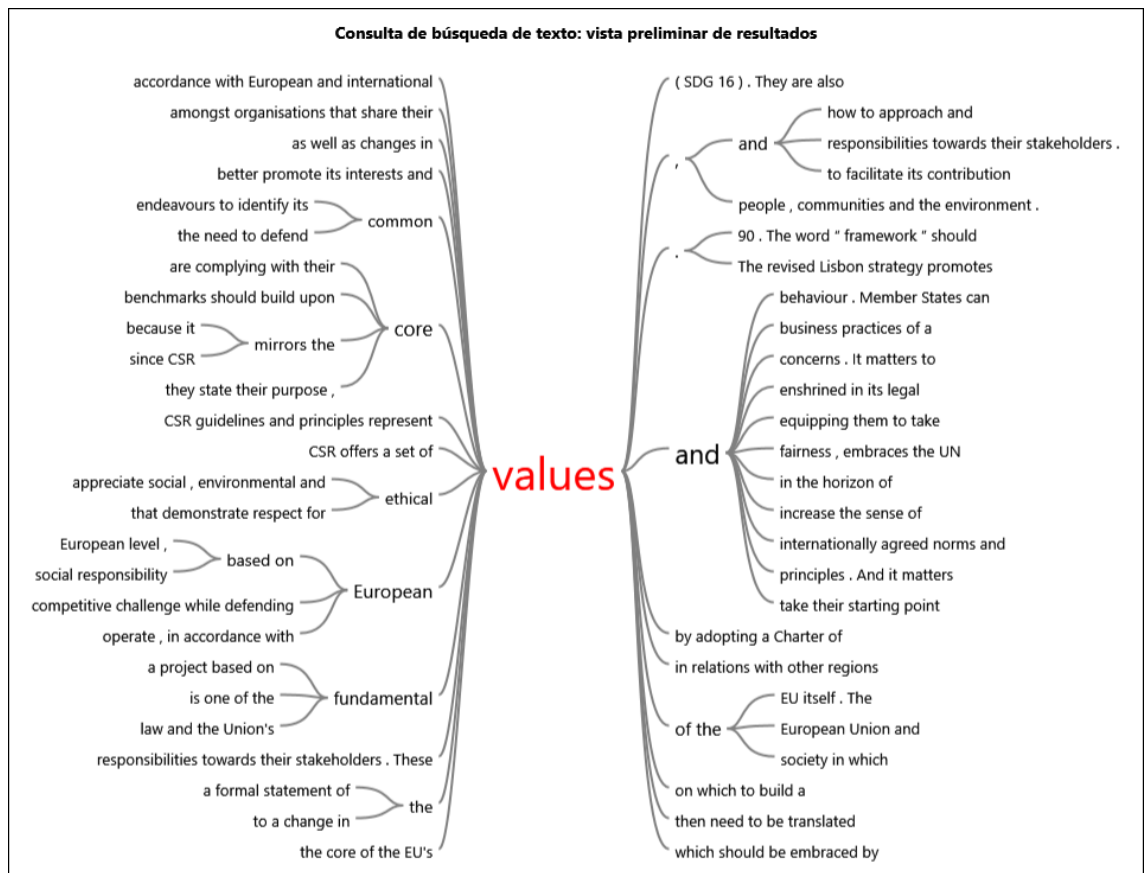 Consulta de búsqueda de texto: vista preliminar de resultados
accordance with European and international
amongst organisations that share their
as well as changes in
better promote its interests and
endeavours to identify its
the need to defend
common
are complying with their
benchmarks should build upon
because it
since CSR
mirrors the
they state their purpose ,
core
CSR guidelines and principles represent
CSR offers a set of
appreciate social , environmental and
that demonstrate respect for
ethical
European level ,
social responsibility
based on
competitive challenge while defending
operate , in accordance with
European
a project based on
is one of the
law and the Union's
fundamental
responsibilities towards their stakeholders . These
a formal statement of
to a change in
the
the core of the EU's
values
( SDG 16 ) . They are also
,
and
how to approach and
responsibilities towards their stakeholders .
to facilitate its contribution
people , communities and the environment .
.
90 . The word " framework " should
The revised Lisbon strategy promotes
and
behaviour . Member States can
business practices of a
concerns . It matters to
enshrined in its legal
equipping them to take
fairness , embraces the UN
in the horizon of
increase the sense of
internationally agreed norms and
principles . And it matters
take their starting point
by adopting a Charter of
in relations with other regions
of the
EU itself . The
European Union and
society in which
on which to build a
then need to be translated
which should be embraced by